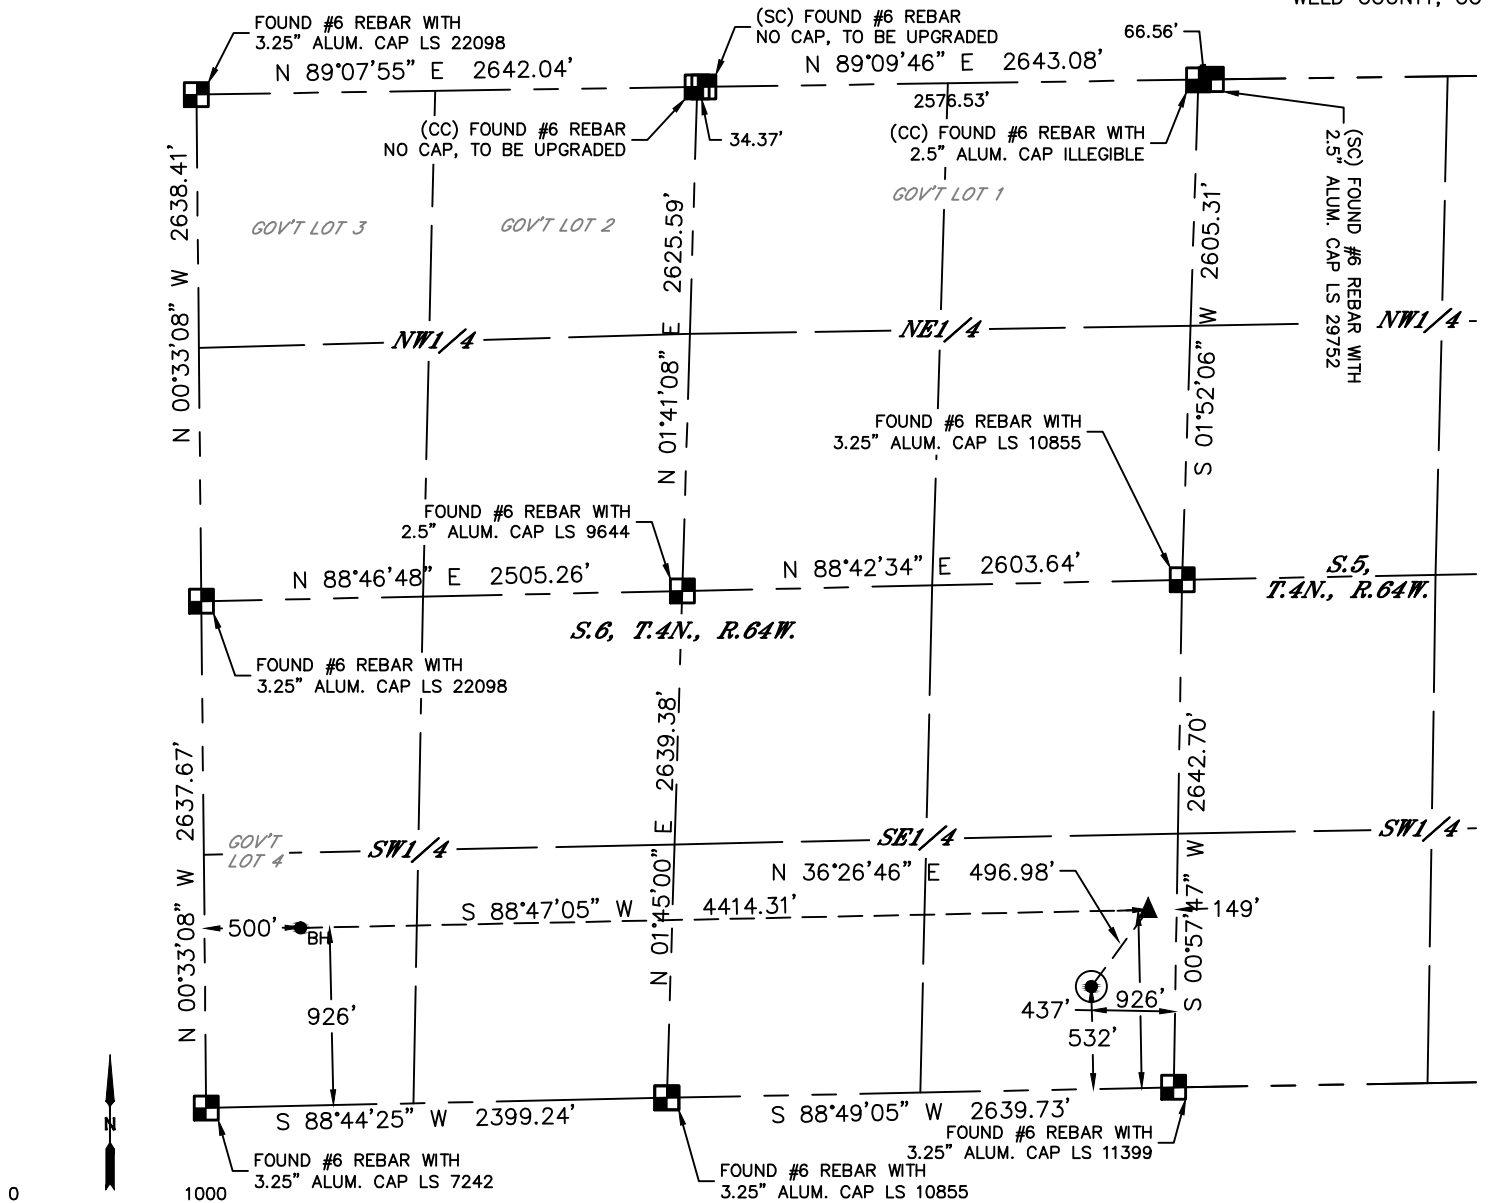 WELD COUNTY, CO
FOUND #6 REBAR WITH
3.25" ALUM. CAP LS 22098
(SC) FOUND #6 REBAR
NO CAP, TO BE UPGRADED
66.56'
N 89°07'55" E 2642.04'
N 89°09'46" E 2643.08'
2576.53'
(CC) FOUND #6 REBAR
NO CAP, TO BE UPGRADED
34.37'
(CC) FOUND #6 REBAR WITH
2.5" ALUM. CAP ILLEGIBLE
(SC) FOUND #6 REBAR WITH
2.5" ALUM. CAP LS 29752
N 00°33'08" W 2638.41'
GOV'T LOT 3
GOV'T LOT 2
GOV'T LOT 1
N 01°41'08" E 2625.59'
S 01°52'06" W 2605.31'
NW1/4
NE1/4
NW1/4
FOUND #6 REBAR WITH
3.25" ALUM. CAP LS 10855
FOUND #6 REBAR WITH
2.5" ALUM. CAP LS 9644
N 88°46'48" E 2505.26'
N 88°42'34" E 2603.64'
S.5,
T.4N., R.64W.
S.6, T.4N., R.64W.
FOUND #6 REBAR WITH
3.25" ALUM. CAP LS 22098
N 00°33'08" W 2637.67'
N 01°45'00" E 2639.38'
S 00°57'47" W 2642.70'
GOV'T
LOT 4
SW1/4
SE1/4
SW1/4
N 36°26'46" E 496.98'
S 88°47'05" W 4414.31'
500'
BH
149'
926'
437'
926'
532'
S 88°44'25" W 2399.24'
S 88°49'05" W 2639.73'
N
FOUND #6 REBAR WITH
3.25" ALUM. CAP LS 11399
FOUND #6 REBAR WITH
3.25" ALUM. CAP LS 7242
FOUND #6 REBAR WITH
3.25" ALUM. CAP LS 10855
0 1000